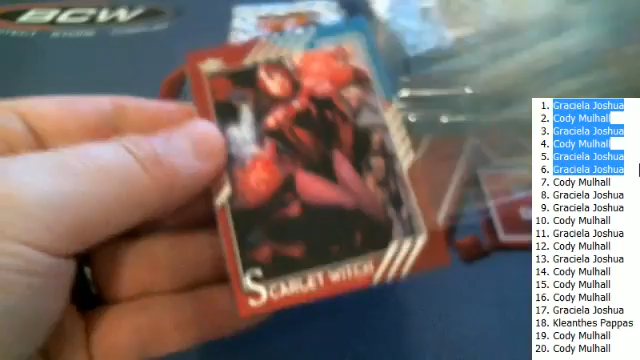 BCW
SCARLET WITCH
1. Graciela Joshua
2. Cody Mulhall
3. Graciela Joshua
4. Cody Mulhall
5. Graciela Joshua
6. Graciela Joshua
7. Cody Mulhall
8. Graciela Joshua
9. Graciela Joshua
10. Cody Mulhall
11. Graciela Joshua
12. Cody Mulhall
13. Graciela Joshua
14. Cody Mulhall
15. Cody Mulhall
16. Cody Mulhall
17. Graciela Joshua
18. Kleanthes Pappas
19. Cody Mulhall
20. Cody Mulhall